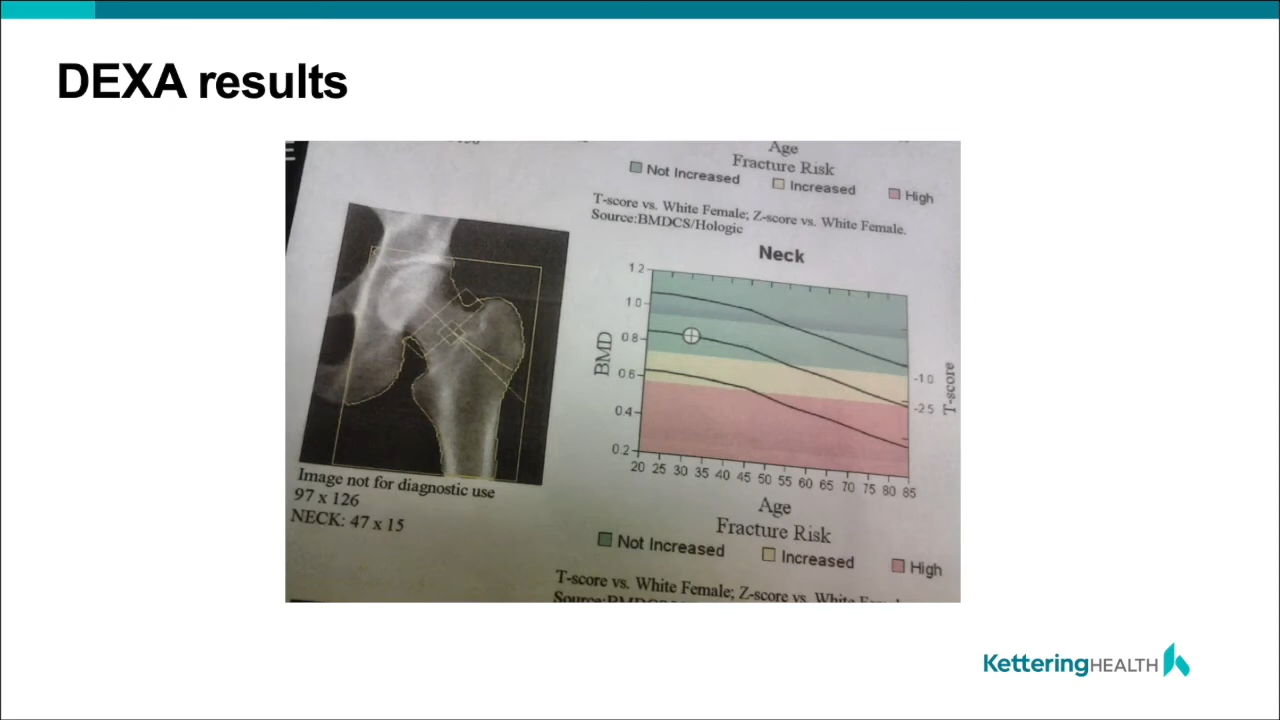 DEXA results
Age
Fracture Risk
Not Increased
Increased
High
T-score vs. White Female; Z-score vs. White Female.
Source:BMDCS/Hologic
Neck
1.2
1.0
0.8
0.6
0.4
0.2
BMD
-1.0
-2.5
T-score
20 25 30 35 40 45 50 55 60 65 70 75 80 85
Age
Fracture Risk
Not Increased
Increased
High
T-score vs. White Female; Z-score vs. White
Image not for diagnostic use
97 x 126
NECK: 47 x 15
KetteringHEALTH